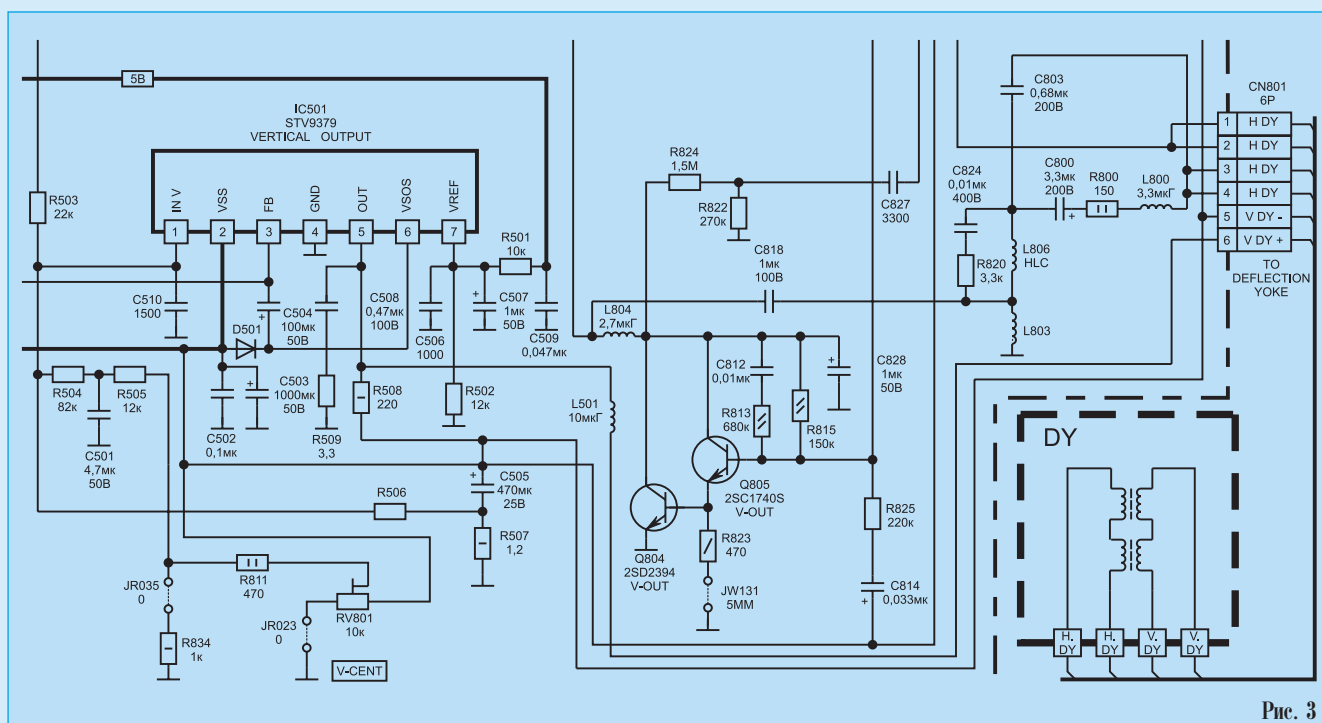 5В
IC501
STV9379
VERTICAL OUTPUT
IN V
VSS
FB
GND
OUT
VSOS
VREF
1
2
3
4
5
6
7
R503
22к
C510
1500
D501
C504
100мк
50В
C508
0,47мк
100В
C506
1000
C507
1мк
50В
R501
10к
C509
0,047мк
R504
82к
R505
12к
C501
4,7мк
50В
C502
0,1мк
C503
1000мк
50В
R509
3,3
R508
220
R502
12к
L501
10мкГ
C505
470мк
25В
R506
R507
1,2
JR035
0
R811
470
RV801
10к
JR023
0
R834
1к
V-CENT
R824
1,5М
R822
270к
C827
3300
C818
1мк
100В
L804
2,7мкГ
C812
0,01мк
R813
680к
R815
150к
C828
1мк
50В
Q805
2SC1740S
V-OUT
Q804
2SD2394
V-OUT
R823
470
JW131
5ММ
R825
220к
C814
0,033мк
C803
0,68мк
200В
C824
0,01мк
400В
C800
3,3мк
200В
R800
150
L800
3,3мкГ
R820
3,3к
L806
HLC
L803
CN801
6P
1 H DY
2 H DY
3 H DY
4 H DY
5 V DY -
6 V DY +
TO
DEFLECTION
YOKE
DY
H.
DY
H.
DY
V.
DY
V.
DY
Рис. 3